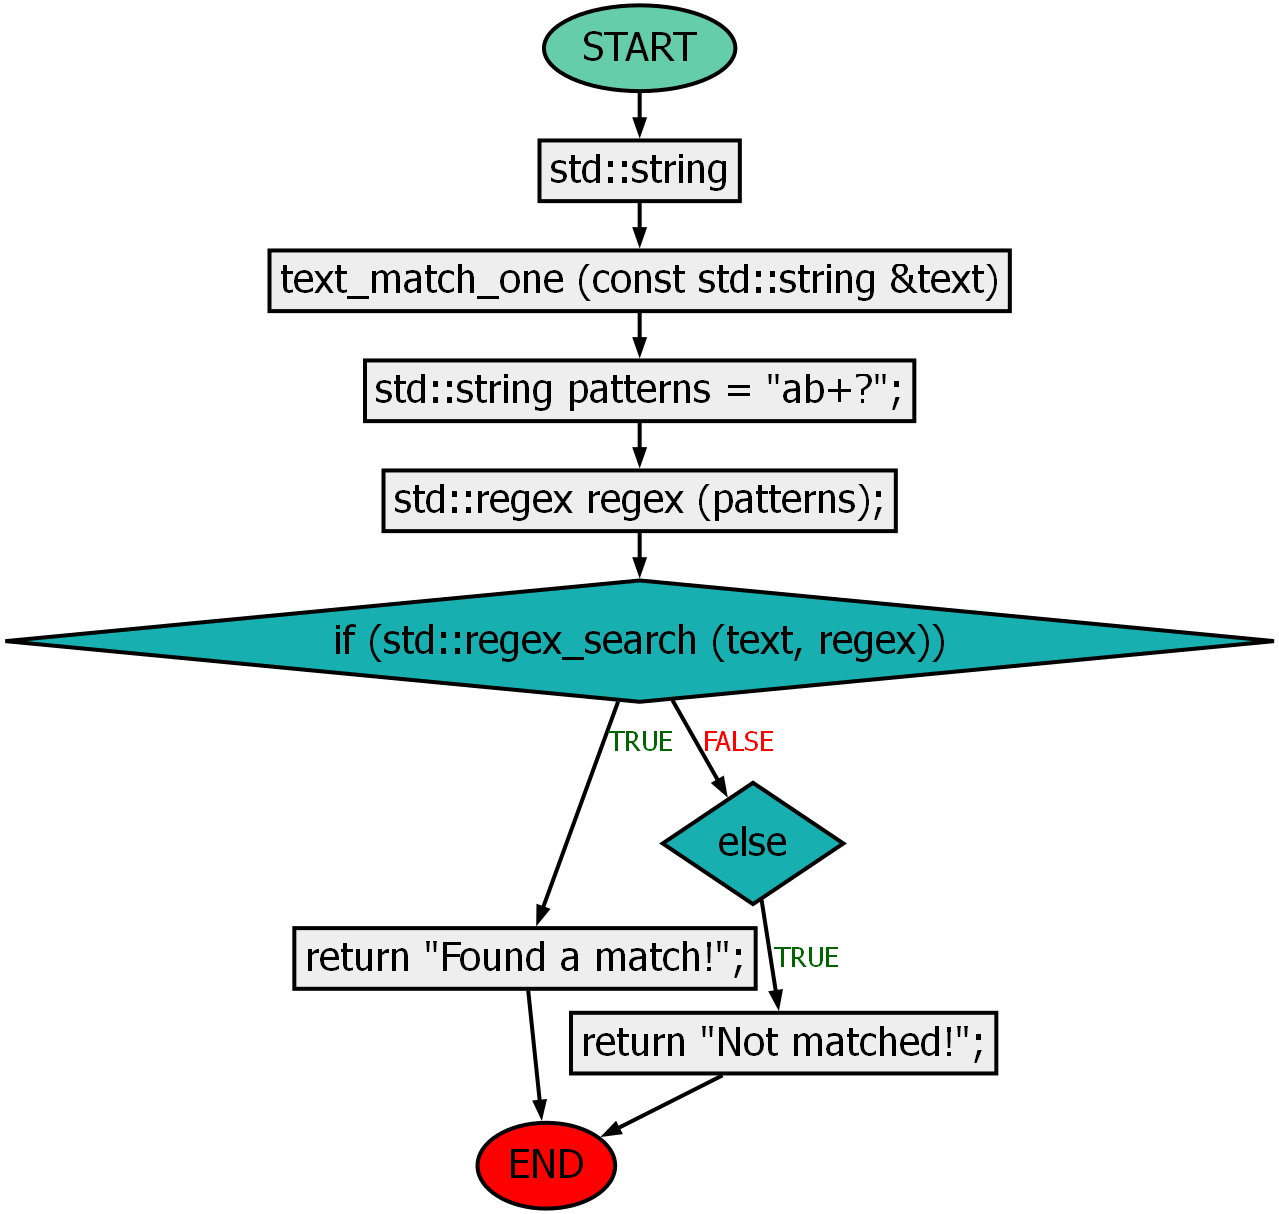 START
std::string
text_match_one (const std::string &text)
std::string patterns = "ab+?";
std::regex regex (patterns);
if (std::regex_search (text, regex))
TRUE
FALSE
else
return "Found a match!";
TRUE
return "Not matched!";
END